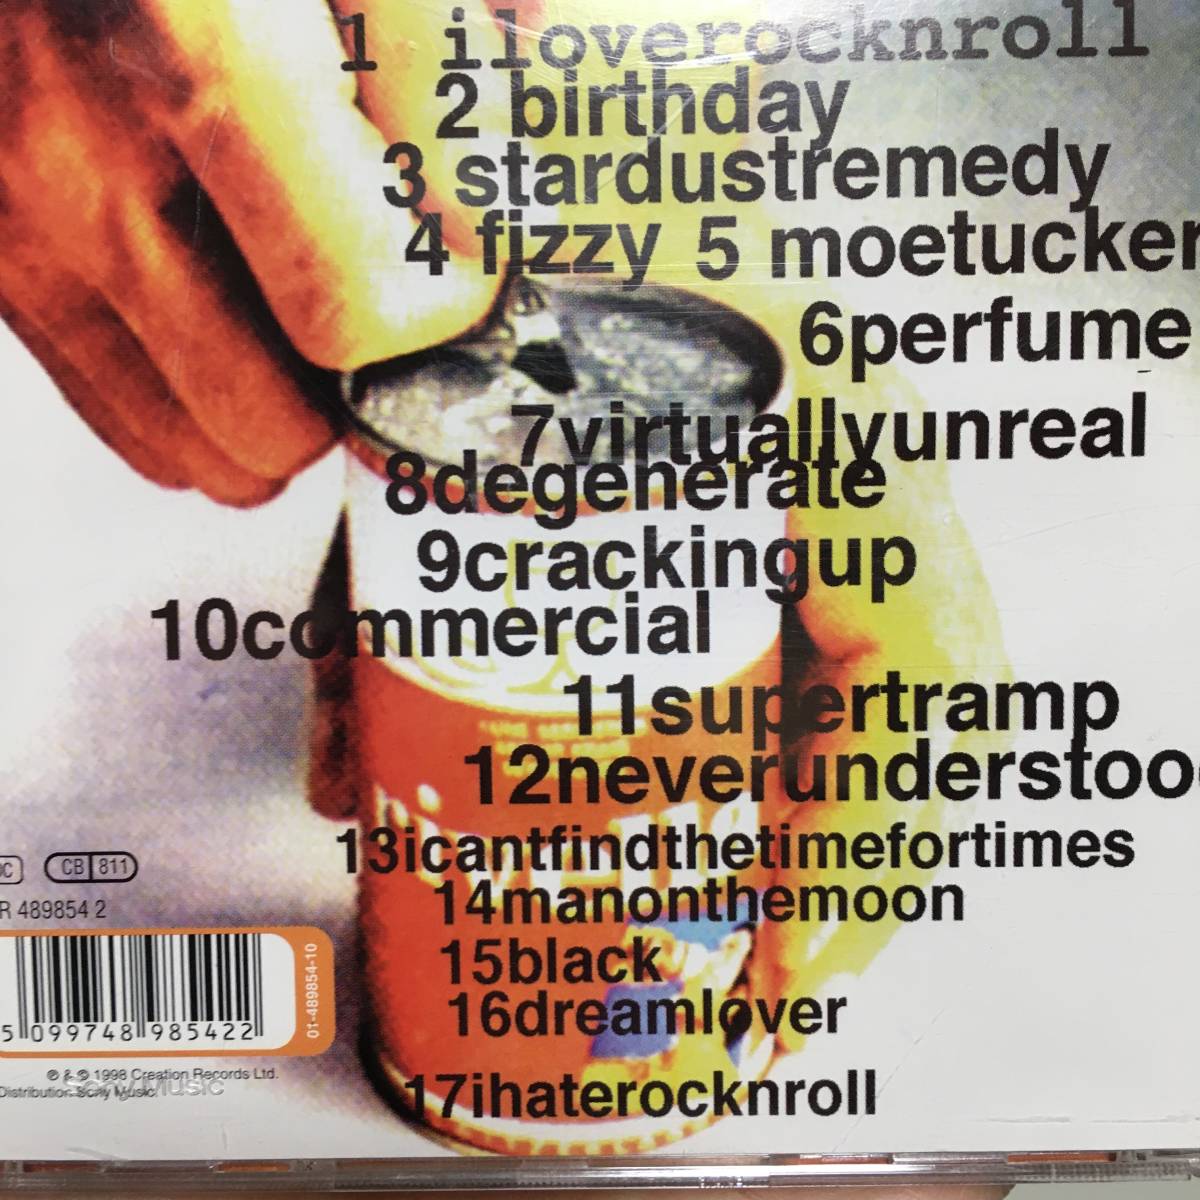 1 iloverocknroll
2 birthday
3 stardustremedy
4 fizzy 5 moetucker
6perfume
7virtuallyunreal
8degenerate
9crackingup
10commercial
11supertramp
12neverunderstoo
13icantfindthetimefortimes
14manonthemoon
15black
16dreamlover
17ihaterocknroll
CB 811
R 489854 2
01-489854-10
5 099748 985422
℗ & © 1998 Creation Records Ltd.
Distribution Sony Music
Sony Music